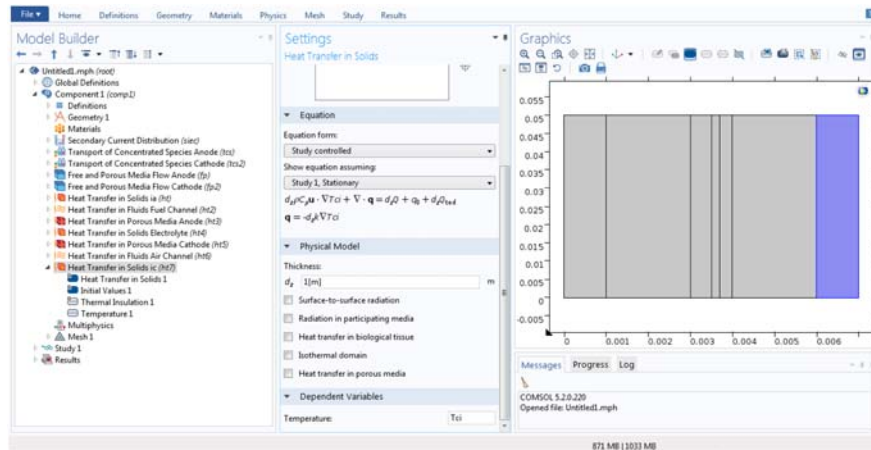 File Home Definitions Geometry Materials Physics Mesh Study Results
Model Builder
Untitled1.mph (root)
Global Definitions
Component 1 (comp1)
Definitions
Geometry 1
Materials
Secondary Current Distribution (siec)
Transport of Concentrated Species Anode (tcs)
Transport of Concentrated Species Cathode (tcs2)
Free and Porous Media Flow Anode (fp)
Free and Porous Media Flow Cathode (fp2)
Heat Transfer in Solids ia (ht)
Heat Transfer in Fluids Fuel Channel (ht2)
Heat Transfer in Porous Media Anode (ht3)
Heat Transfer in Solids Electrolyte (ht4)
Heat Transfer in Porous Media Cathode (ht5)
Heat Transfer in Fluids Air Channel (ht6)
Heat Transfer in Solids ic (ht7)
Heat Transfer in Solids 1
Initial Values 1
Thermal Insulation 1
Temperature 1
Multiphysics
Mesh 1
Study 1
Results
Settings
Heat Transfer in Solids
Equation
Equation form:
Study controlled
Show equation assuming:
Study 1, Stationary
q = -d_z k∇Tci
Physical Model
Thickness:
d_z 1[m] m
Surface-to-surface radiation
Radiation in participating media
Heat transfer in biological tissue
Isothermal domain
Heat transfer in porous media
Dependent Variables
Temperature: Tci
Graphics
0.055
0.05
0.045
0.04
0.035
0.03
0.025
0.02
0.015
0.01
0.005
0
-0.005
0 0.001 0.002 0.003 0.004 0.005 0.006
Messages Progress Log
COMSOL 5.2.0.220
Opened file: Untitled1.mph
871 MB | 1033 MB